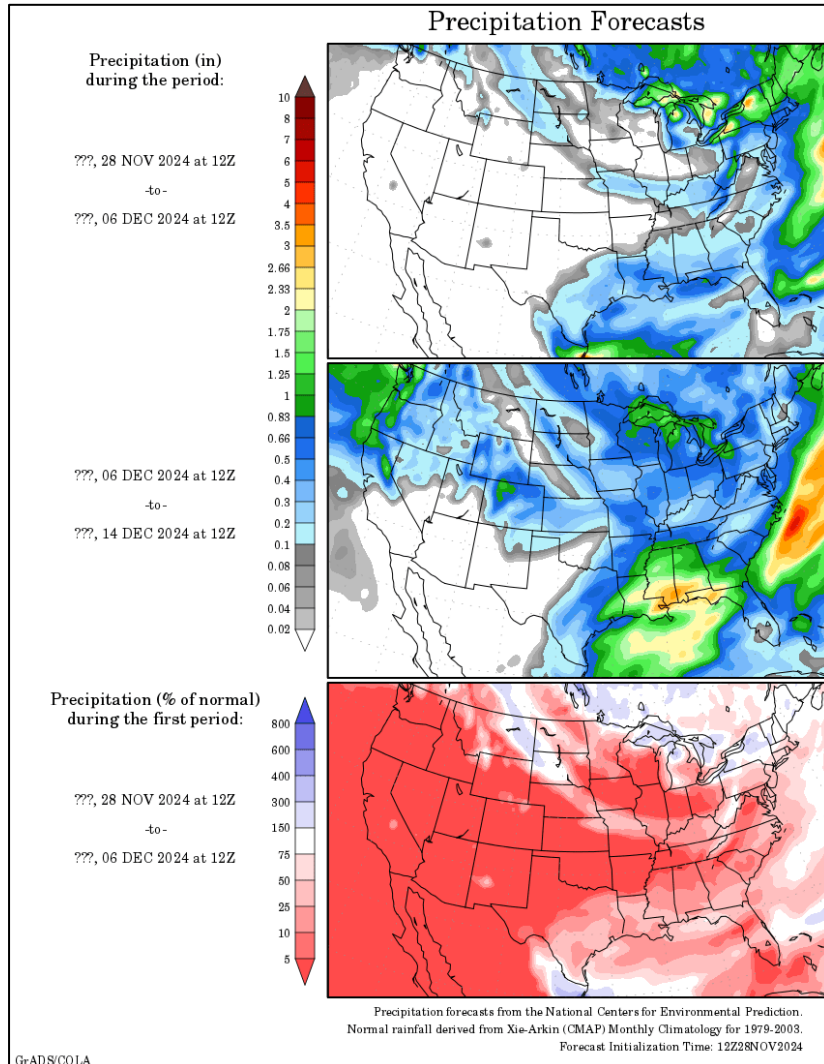 Precipitation Forecasts
Precipitation (in)
during the period:
???, 28 NOV 2024 at 12Z
-to-
???, 06 DEC 2024 at 12Z
10
8
7
6
5
4
3.5
3
2.66
2.33
2
1.75
1.5
1.25
1
0.83
0.66
0.5
0.4
0.3
0.2
0.1
0.08
0.06
0.04
0.02
???, 06 DEC 2024 at 12Z
-to-
???, 14 DEC 2024 at 12Z
Precipitation (% of normal)
during the first period:
???, 28 NOV 2024 at 12Z
-to-
???, 06 DEC 2024 at 12Z
800
600
400
300
150
75
50
25
10
5
Precipitation forecasts from the National Centers for Environmental Prediction.
Normal rainfall derived from Xie-Arkin (CMAP) Monthly Climatology for 1979-2003.
Forecast Initialization Time: 12Z28NOV2024
GrADS/COLA